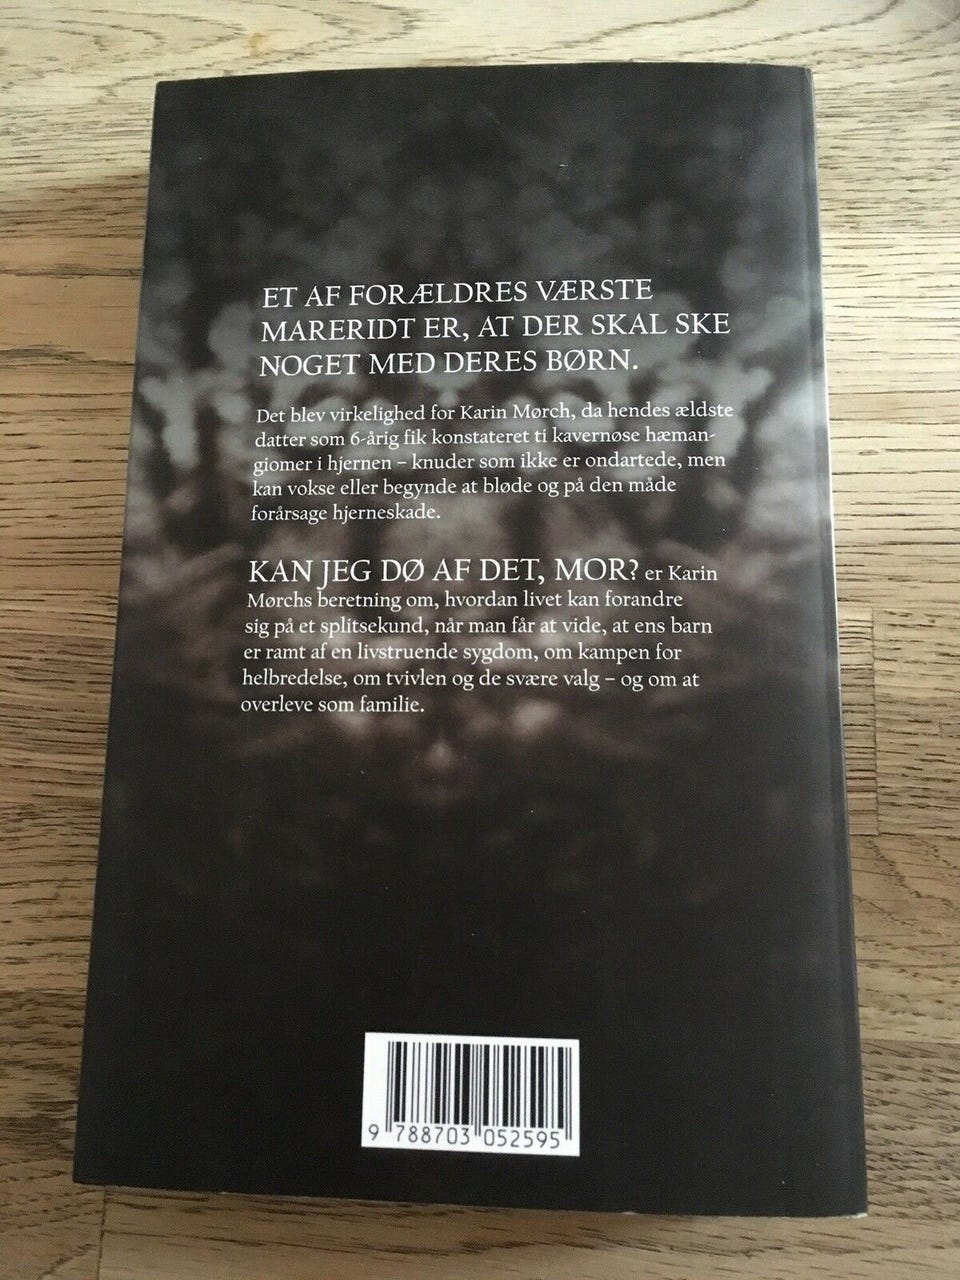 ET AF FORÆLDRES VÆRSTE
MARERIDT ER, AT DER SKAL SKE
NOGET MED DERES BØRN.
Det blev virkelighed for Karin Mørch, da hendes ældste
datter som 6-årig fik konstateret ti kavernøse hæman-
giomer i hjernen – knuder som ikke er ondartede, men
kan vokse eller begynde at bløde og på den måde
forårsage hjerneskade.
KAN JEG DØ AF DET, MOR? er Karin
Mørchs beretning om, hvordan livet kan forandre
sig på et splitsekund, når man får at vide, at ens barn
er ramt af en livstruende sygdom, om kampen for
helbredelse, om tvivlen og de svære valg – og om at
overleve som familie.
9 788703 052595